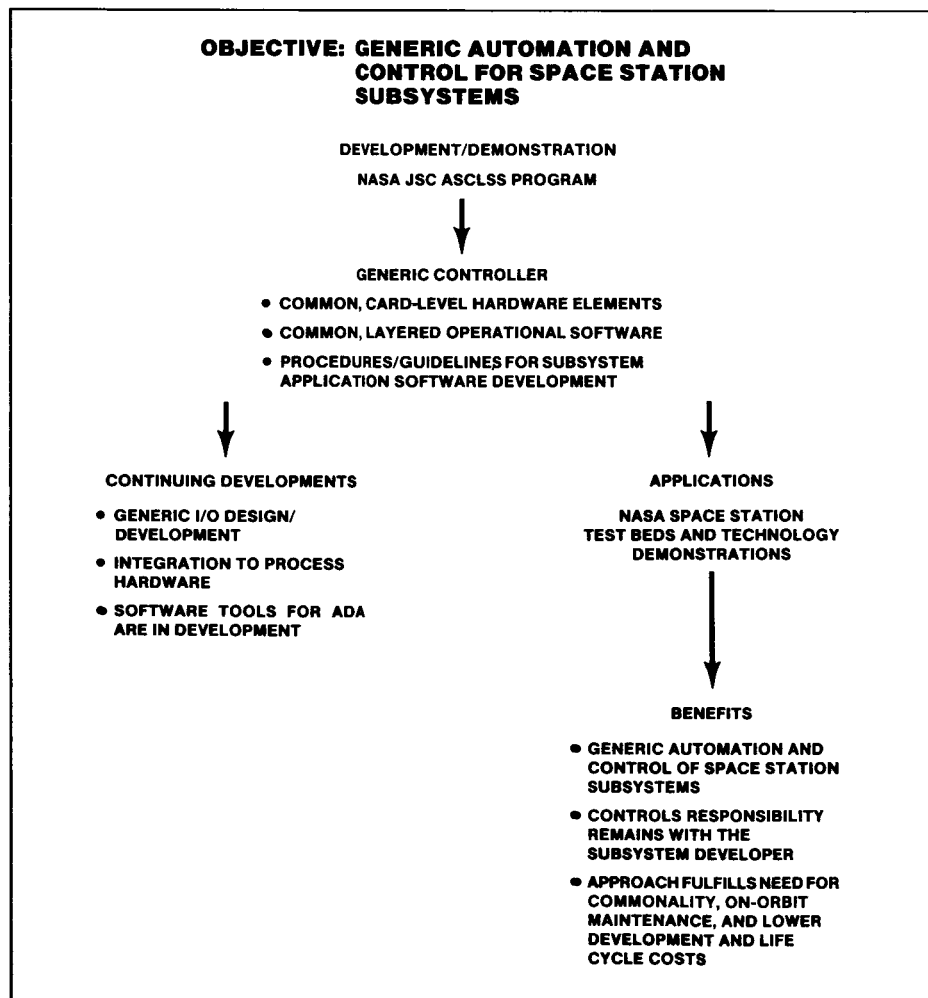 OBJECTIVE: GENERIC AUTOMATION AND
CONTROL FOR SPACE STATION
SUBSYSTEMS
DEVELOPMENT/DEMONSTRATION
NASA JSC ASCLSS PROGRAM
GENERIC CONTROLLER
• COMMON, CARD-LEVEL HARDWARE ELEMENTS
• COMMON, LAYERED OPERATIONAL SOFTWARE
• PROCEDURES/GUIDELINES FOR SUBSYSTEM
APPLICATION SOFTWARE DEVELOPMENT
CONTINUING DEVELOPMENTS
• GENERIC I/O DESIGN/
DEVELOPMENT
• INTEGRATION TO PROCESS
HARDWARE
• SOFTWARE TOOLS FOR ADA
ARE IN DEVELOPMENT
APPLICATIONS
NASA SPACE STATION
TEST BEDS AND TECHNOLOGY
DEMONSTRATIONS
BENEFITS
• GENERIC AUTOMATION AND
CONTROL OF SPACE STATION
SUBSYSTEMS
• CONTROLS RESPONSIBILITY
REMAINS WITH THE
SUBSYSTEM DEVELOPER
• APPROACH FULFILLS NEED FOR
COMMONALITY, ON-ORBIT
MAINTENANCE, AND LOWER
DEVELOPMENT AND LIFE
CYCLE COSTS